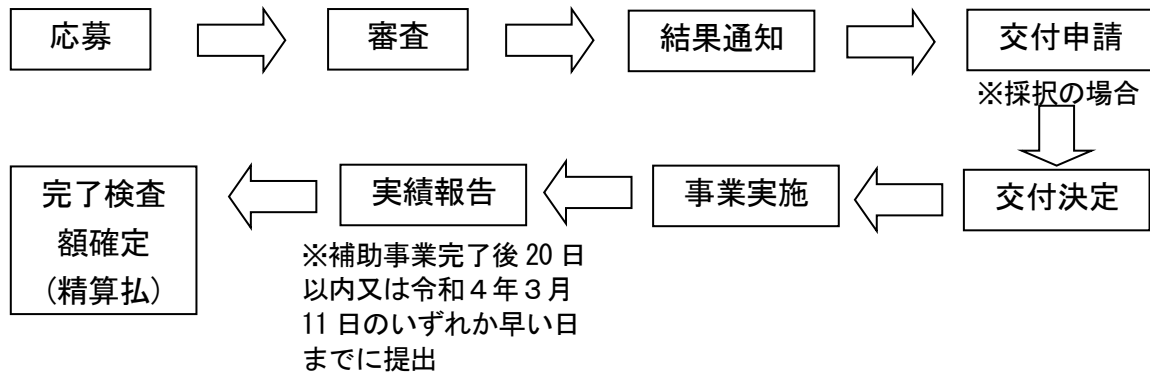 応募
審査
結果通知
交付申請
※採択の場合
交付決定
事業実施
実績報告
※補助事業完了後 20 日
以内又は令和４年３月
11 日のいずれか早い日
までに提出
完了検査
額確定
(精算払)